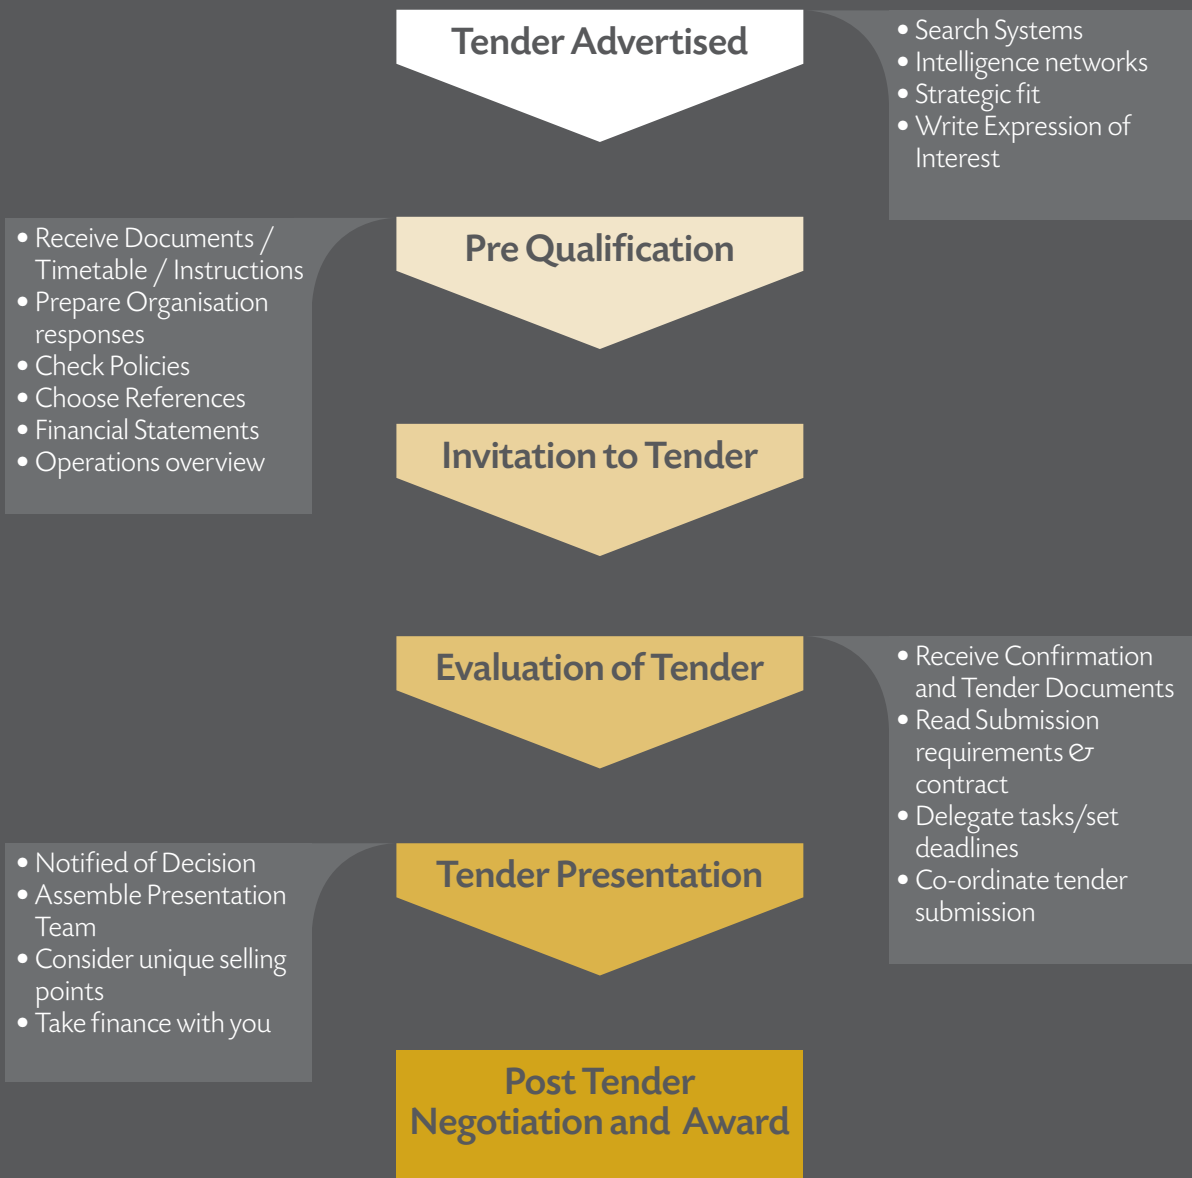 Tender Advertised
• Search Systems
• Intelligence networks
• Strategic fit
• Write Expression of
Interest
Pre Qualification
• Receive Documents /
Timetable / Instructions
• Prepare Organisation
responses
• Check Policies
• Choose References
• Financial Statements
• Operations overview
Invitation to Tender
Evaluation of Tender
• Receive Confirmation
and Tender Documents
• Read Submission
requirements &
contract
• Delegate tasks/set
deadlines
• Co-ordinate tender
submission
Tender Presentation
• Notified of Decision
• Assemble Presentation
Team
• Consider unique selling
points
• Take finance with you
Post Tender
Negotiation and Award